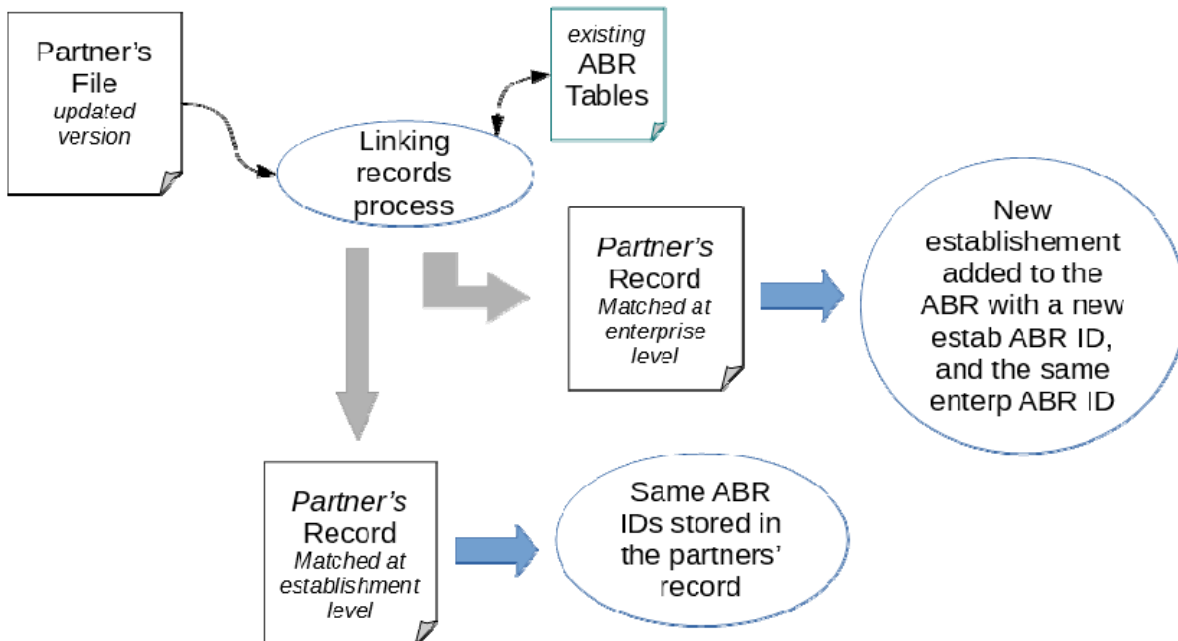 Partner's
File
updated
version
existing
ABR
Tables
Linking
records
process
Partner's
Record
Matched at
enterprise
level
New
establishement
added to the
ABR with a new
estab ABR ID,
and the same
enterp ABR ID
Partner's
Record
Matched at
establishment
level
Same ABR
IDs stored in
the partners'
record